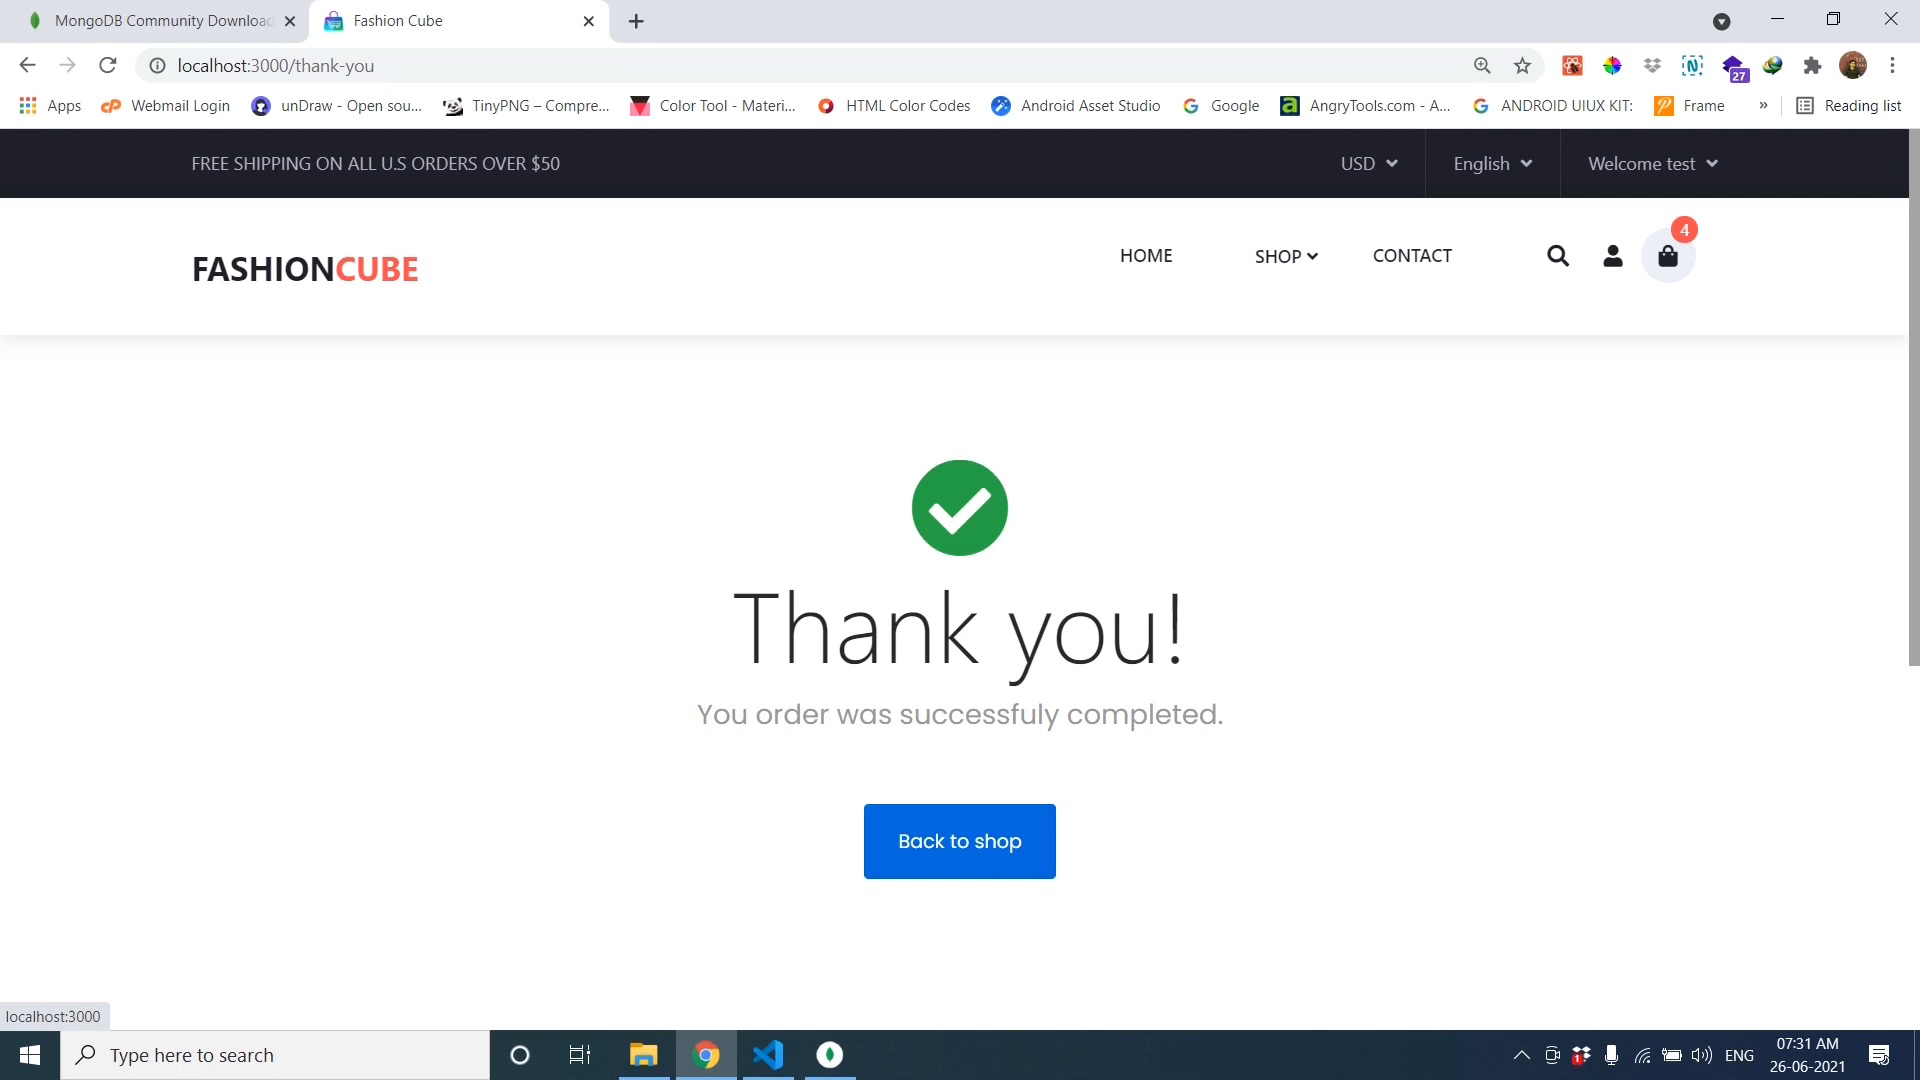 MongoDB Community Download
Fashion Cube
localhost:3000/thank-you
27
Apps
Webmail Login
unDraw - Open sou...
TinyPNG – Compre...
Color Tool - Materi...
HTML Color Codes
Android Asset Studio
Google
AngryTools.com - A...
ANDROID UIUX KIT:
Frame
»
Reading list
FREE SHIPPING ON ALL U.S ORDERS OVER $50
USD
English
Welcome test
FASHIONCUBE
HOME
SHOP
CONTACT
4
Thank you!
You order was successfuly completed.
Back to shop
localhost:3000
Type here to search
1
ENG
07:31 AM
26-06-2021